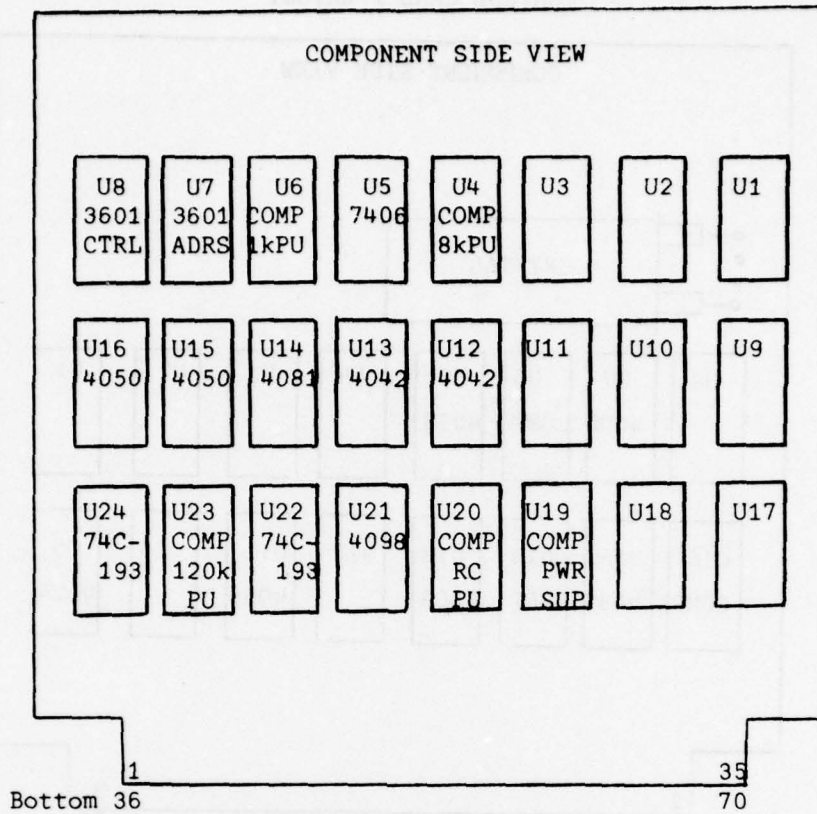 COMPONENT SIDE VIEW
U8 U7 U6 U5 U4 U3 U2 U1
3601 3601 COMP 7406 COMP
CTRL ADRS 1kPU 8kPU
U16 U15 U14 U13 U12 U11 U10 U9
4050 4050 4081 4042 4042
U24 U23 U22 U21 U20 U19 U18 U17
74C- COMP 74C- 4098 COMP COMP
193 120k 193 RC PWR
PU PU SUP
1 35
Bottom 36 70